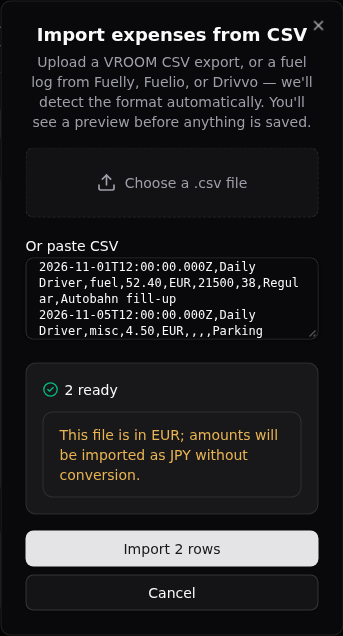 Import expenses from CSV
Upload a VROOM CSV export, or a fuel
log from Fuelly, Fuelio, or Drivvo — we'll
detect the format automatically. You'll
see a preview before anything is saved.
Choose a .csv file
Or paste CSV
2026-11-01T12:00:00.000Z,Daily
Driver,fuel,52.40,EUR,21500,38,Regul
ar,Autobahn fill-up
2026-11-05T12:00:00.000Z,Daily
Driver,misc,4.50,EUR,,,,Parking
2 ready
This file is in EUR; amounts will
be imported as JPY without
conversion.
Import 2 rows
Cancel